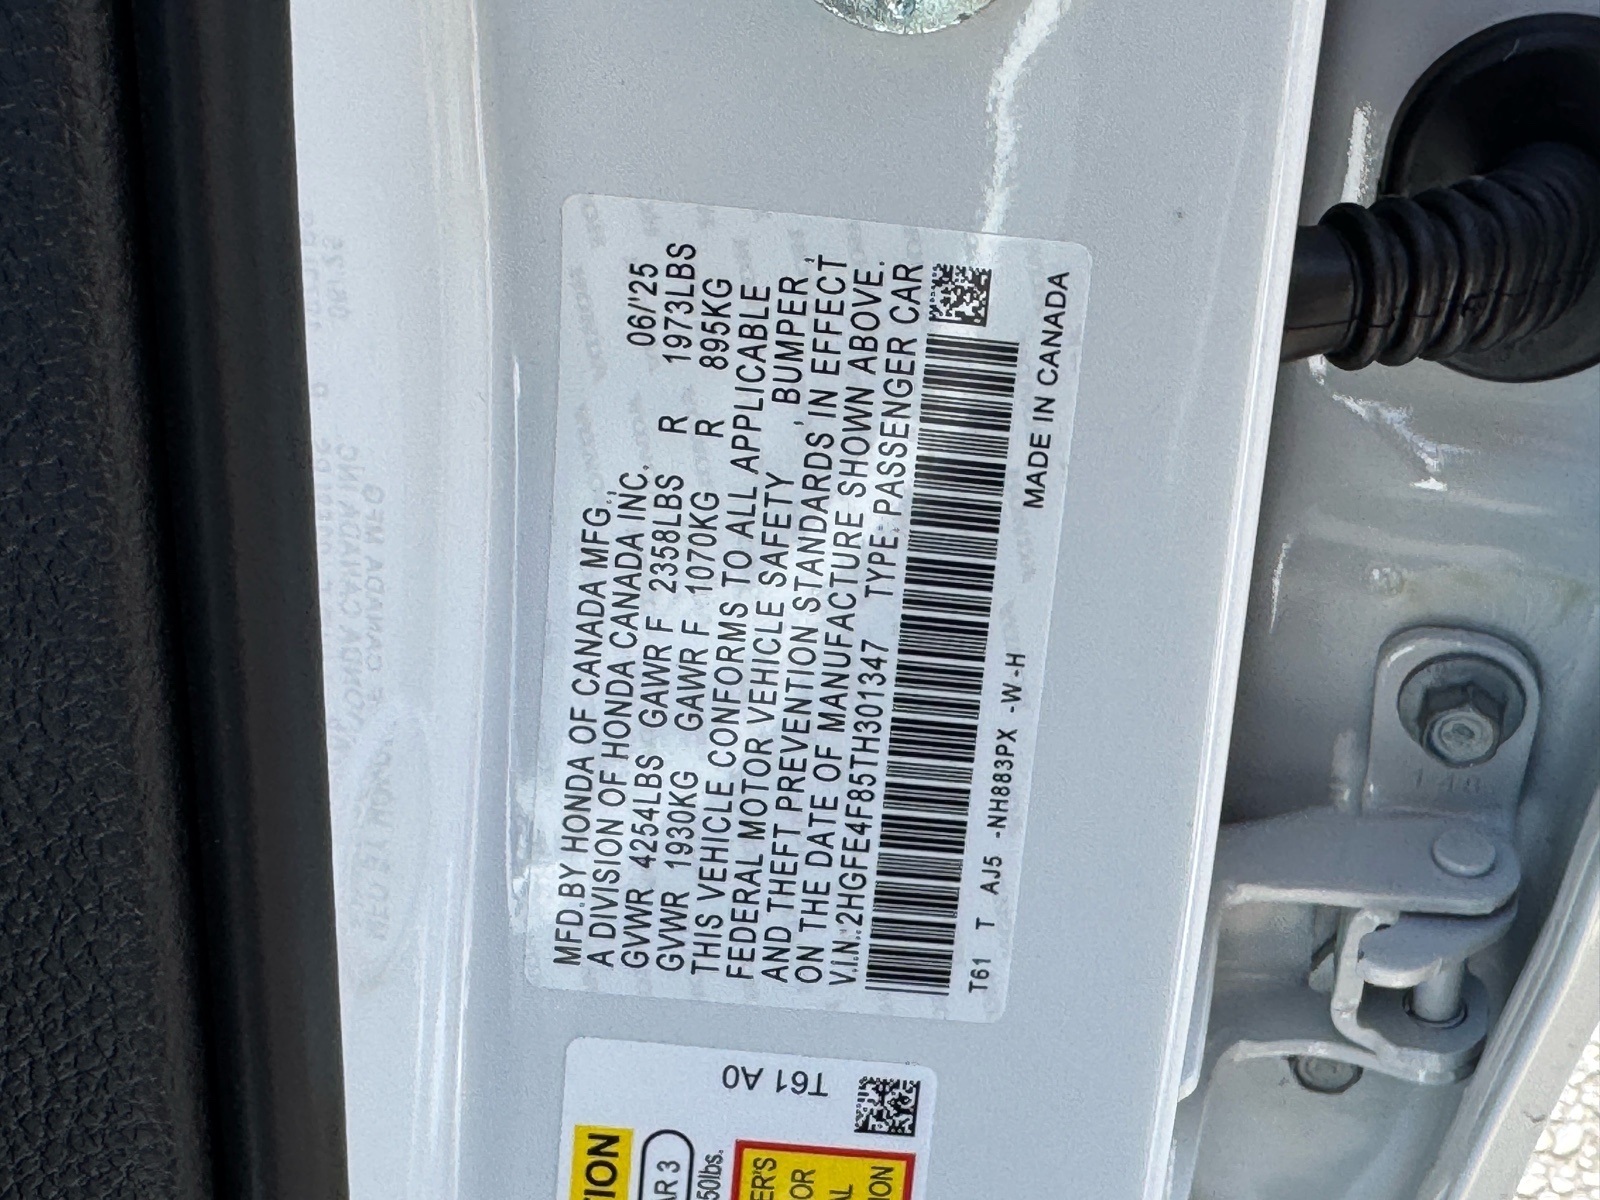 MFD.BY HONDA OF CANADA MFG.,
A DIVISION OF HONDA CANADA INC. 06/'25
GVWR 4254LBS GAWR F 2358LBS R 1973LBS
GVWR 1930KG GAWR F 1070KG R 895KG
THIS VEHICLE CONFORMS TO ALL APPLICABLE
FEDERAL MOTOR VEHICLE SAFETY, BUMPER,
AND THEFT PREVENTION STANDARDS, IN EFFECT
ON THE DATE OF MANUFACTURE SHOWN ABOVE.
V.I.N.:2HGFE4F85TH301347 TYPE: PASSENGER CAR
T61 T AJ5 -NH883PX -W -H
MADE IN CANADA
T61 A0
AR 3
50lbs.